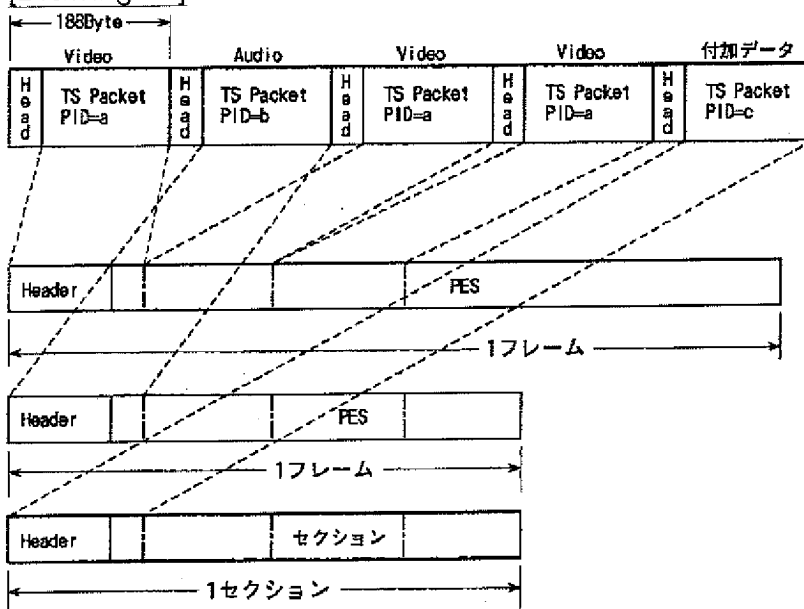 188Byte
Video Audio Video Video 付加データ
Head TS Packet PID=a Head TS Packet PID=b Head TS Packet PID=a Head TS Packet PID=a Head TS Packet PID=c
Header PES
1フレーム
Header PES
1フレーム
Header セクション
1セクション